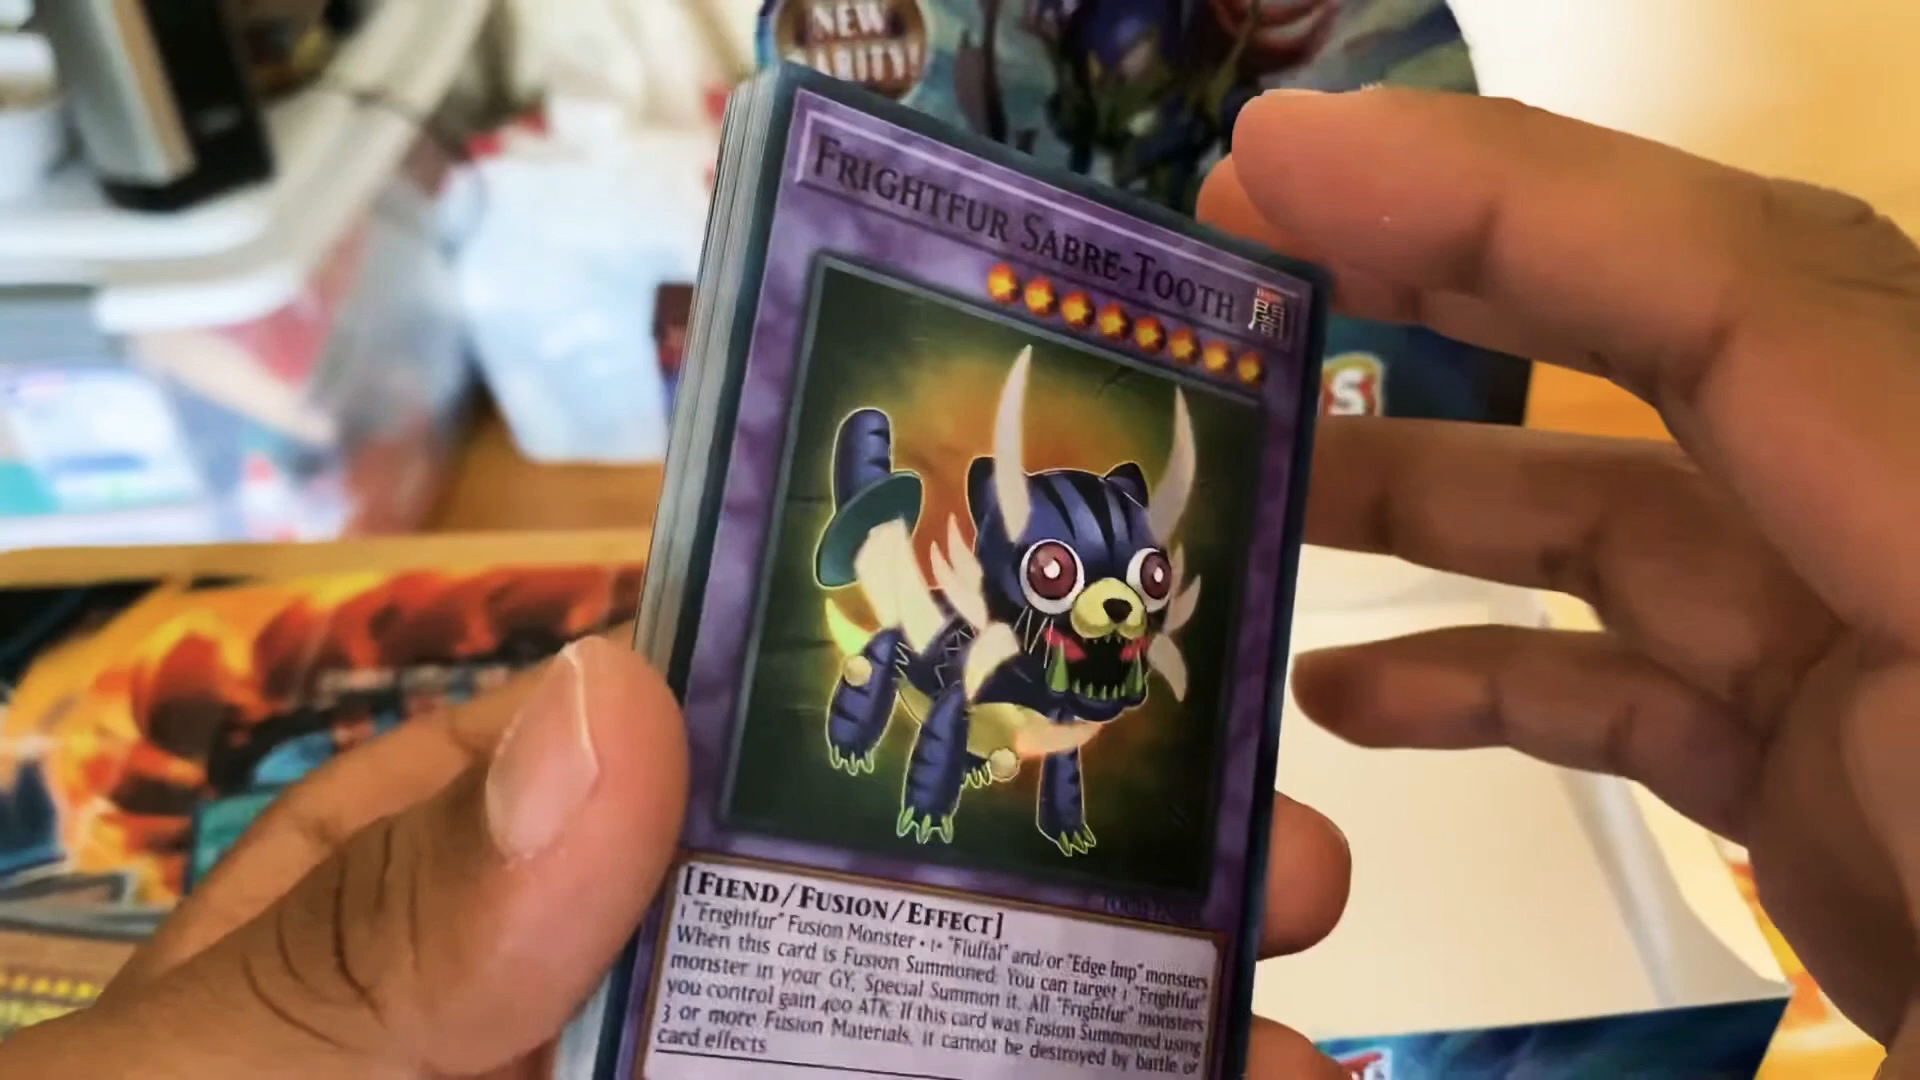 NEW
FRIGHTFUR SABRE-TOOTH
[FIEND/FUSION/EFFECT]
1 "Frightfur" Fusion Monster + 1+ "Fluffal" and/or "Edge Imp" monsters
When this card is Fusion Summoned: You can target 1 "Frightfur"
monster in your GY; Special Summon it. All "Frightfur" monsters
you control gain 400 ATK. If this card was Fusion Summoned using
3 or more Fusion Materials, it cannot be destroyed by battle or
card effects.